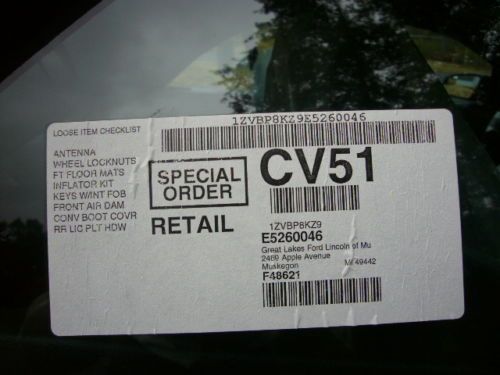 1ZVBP8KZ9E5260046
LOOSE ITEM CHECKLIST
ANTENNA
WHEEL LOCKNUTS
FT FLOOR MATS
INFLATOR KIT
KEYS W/INT FOB
FRONT AIR DAM
CONV BOOT COVR
RR LIC PLT HDW
SPECIAL
ORDER
RETAIL
CV51
1ZVBP8KZ9
E5260046
Great Lakes Ford Lincoln of Mu
2469 Apple Avenue
Muskegon MI 49442
F48621